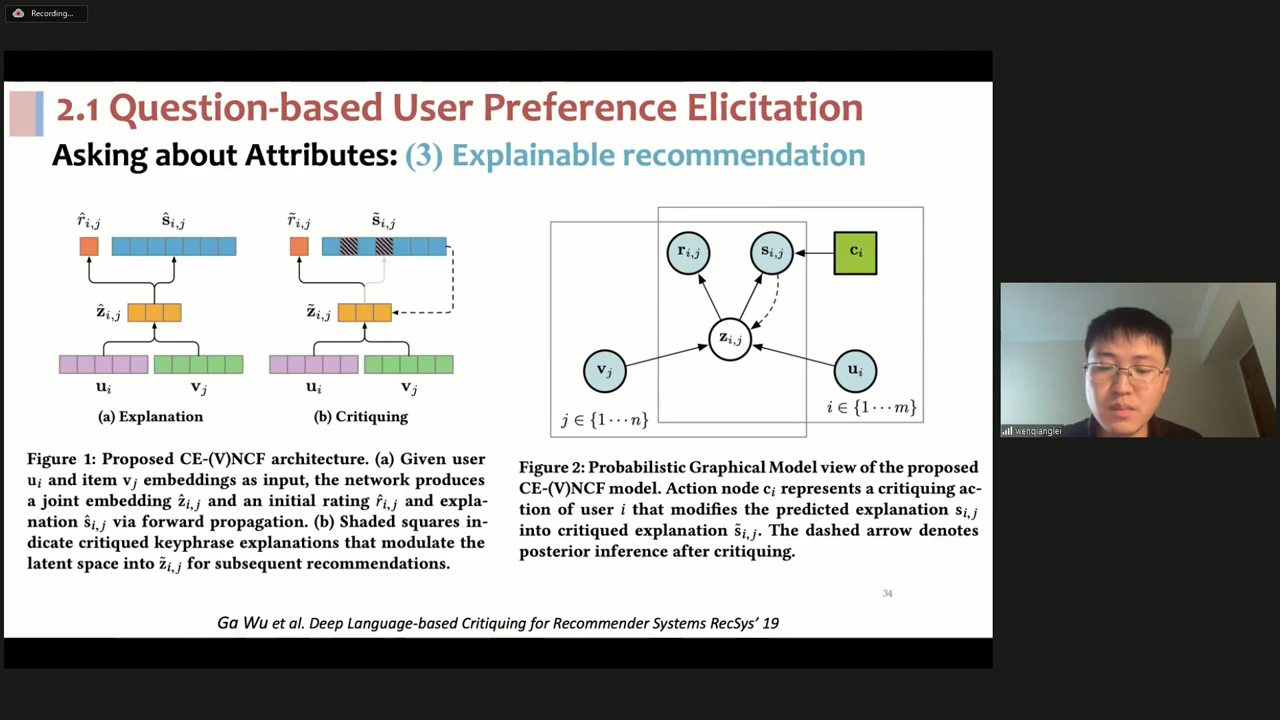 Recording...
2.1 Question-based User Preference Elicitation
Asking about Attributes: (3) Explainable recommendation
r̂i,j ŝi,j r̃i,j s̃i,j
ẑi,j z̃i,j
ui vj ui vj
(a) Explanation (b) Critiquing
Figure 1: Proposed CE-(V)NCF architecture. (a) Given user
ui and item vj embeddings as input, the network produces
a joint embedding ẑi,j and an initial rating r̂i,j and expla-
nation ŝi,j via forward propagation. (b) Shaded squares in-
dicate critiqued keyphrase explanations that modulate the
latent space into z̃i,j for subsequent recommendations.
ri,j si,j ci
zi,j
vj ui
j ∈ {1⋯n} i ∈ {1⋯m}
Figure 2: Probabilistic Graphical Model view of the proposed
CE-(V)NCF model. Action node ci represents a critiquing ac-
tion of user i that modifies the predicted explanation si,j
into critiqued explanation s̃i,j. The dashed arrow denotes
posterior inference after critiquing.
34
Ga Wu et al. Deep Language-based Critiquing for Recommender Systems RecSys' 19
wenqianglei